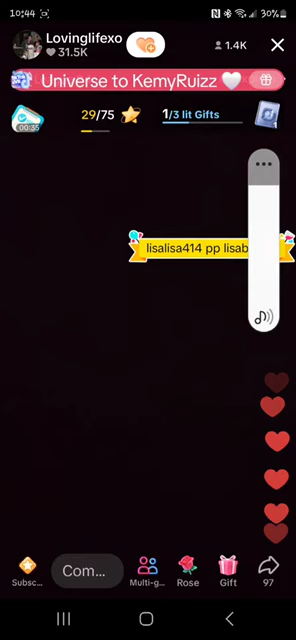 10:44
30%
Lovinglifexo
31.5K
1.4K
Universe to KemyRuizz
00:35
29/75
1/3 lit Gifts
lisalisa414 pp lisab
Subsc...
Com...
Multi-g...
Rose
Gift
97